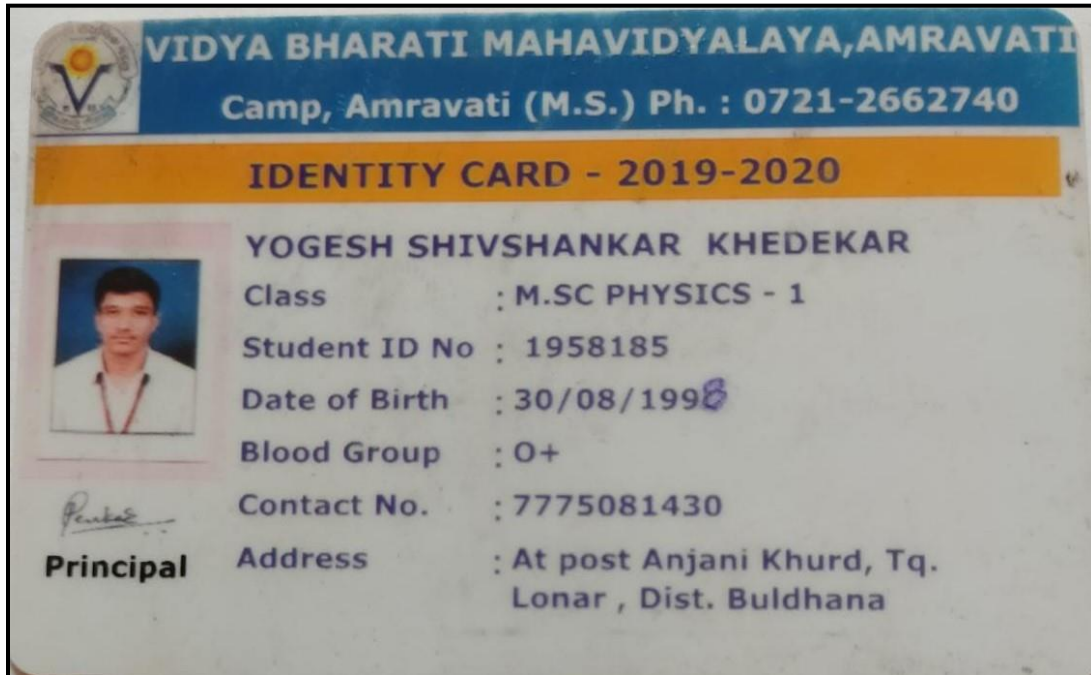 VIDYA BHARATI MAHAVIDYALAYA,AMRAVATI
Camp, Amravati (M.S.) Ph. : 0721-2662740
IDENTITY CARD - 2019-2020
YOGESH SHIVSHANKAR KHEDEKAR
Class : M.SC PHYSICS - 1
Student ID No : 1958185
Date of Birth : 30/08/1998
Blood Group : O+
Contact No. : 7775081430
Address : At post Anjani Khurd, Tq.
Lonar , Dist. Buldhana
Principal